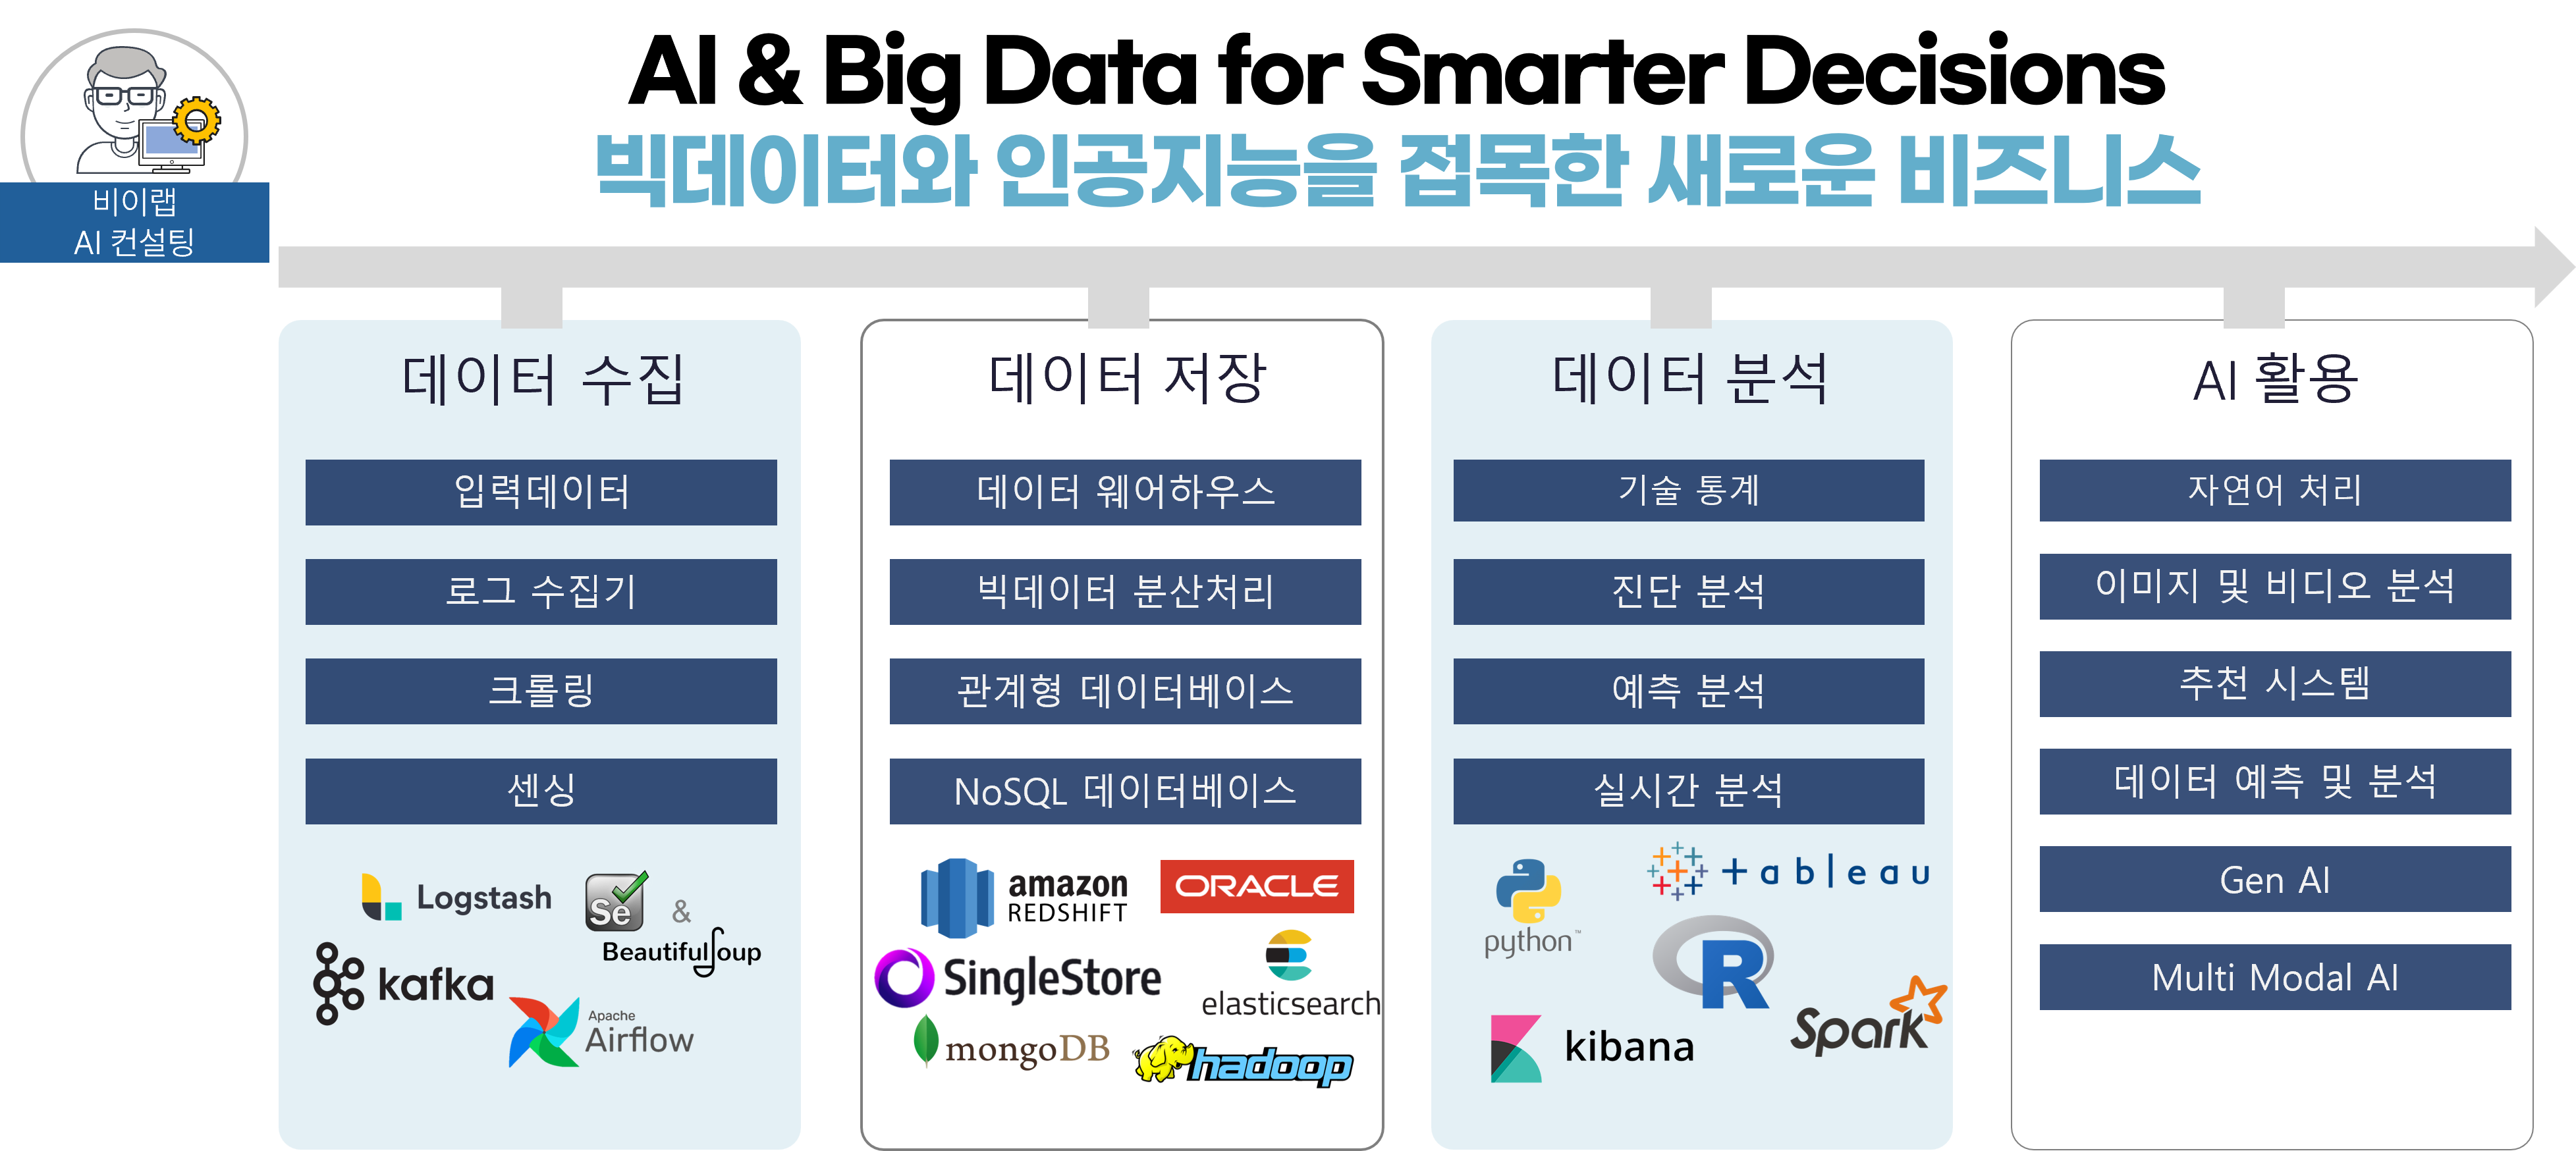 AI & Big Data for Smarter Decisions
빅데이터와 인공지능을 접목한 새로운 비즈니스
비이랩
AI 컨설팅
데이터 수집
입력데이터
로그 수집기
크롤링
센싱
Logstash
Se
&
BeautifulSoup
kafka
Apache
Airflow
데이터 저장
데이터 웨어하우스
빅데이터 분산처리
관계형 데이터베이스
NoSQL 데이터베이스
amazon
REDSHIFT
ORACLE
SingleStore
elasticsearch
mongoDB
hadoop
데이터 분석
기술 통계
진단 분석
예측 분석
실시간 분석
python™
+ableau
R
Spark
kibana
AI 활용
자연어 처리
이미지 및 비디오 분석
추천 시스템
데이터 예측 및 분석
Gen AI
Multi Modal AI